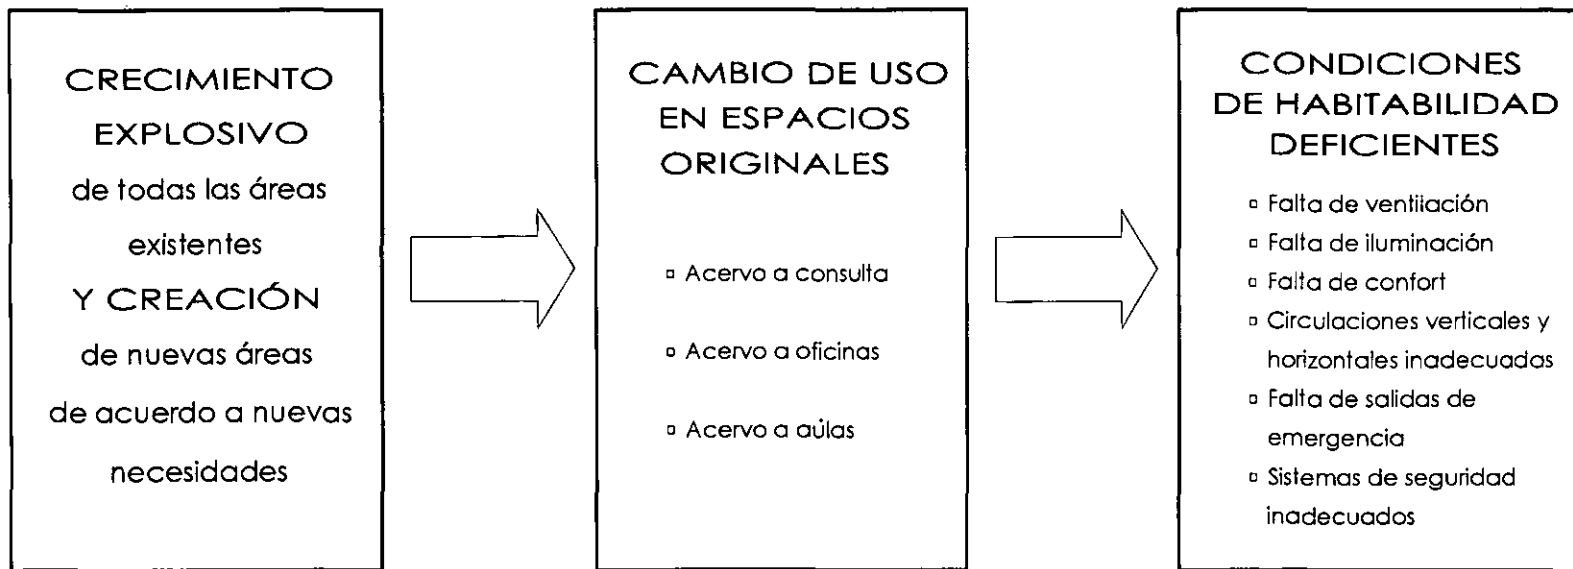 CRECIMIENTO
EXPLOSIVO
de todas las áreas
existentes
Y CREACIÓN
de nuevas áreas
de acuerdo a nuevas
necesidades
CAMBIO DE USO
EN ESPACIOS
ORIGINALES
▫ Acervo a consulta
▫ Acervo a oficinas
▫ Acervo a aúlas
CONDICIONES
DE HABITABILIDAD
DEFICIENTES
▫ Falta de ventilación
▫ Falta de iluminación
▫ Falta de confort
▫ Circulaciones verticales y
horizontales inadecuadas
▫ Falta de salidas de
emergencia
▫ Sistemas de seguridad
inadecuados